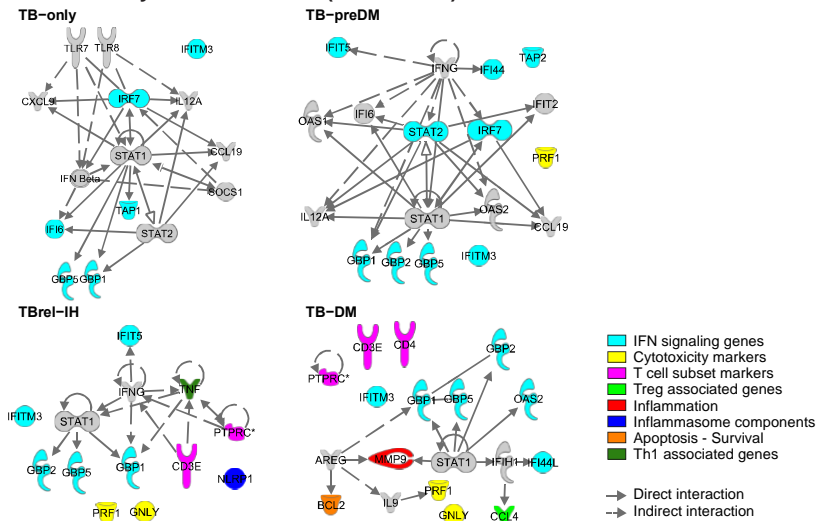 TB−only
TLR7
TLR8
IFITM3
CXCL9
IRF7
IL12A
STAT1
CCL19
IFN Beta
SOCS1
TAP1
IFI6
STAT2
GBP5
GBP1
TB−preDM
IFIT5
IFNG
IFI44
TAP2
OAS1
IFI6
IFIT2
STAT2
IRF7
PRF1
IL12A
STAT1
OAS2
CCL19
GBP1
GBP2
GBP5
IFITM3
TBrel−IH
IFIT5
IFNG
TNF
IFITM3
STAT1
PTPRC*
GBP2
GBP5
GBP1
CD3E
NLRP1
PRF1
GNLY
TB−DM
CD3E
CD4
GBP2
PTPRC*
IFITM3
GBP1
GBP5
OAS2
AREG
MMP9
STAT1
IFIH1
IFI44L
BCL2
IL9
PRF1
GNLY
CCL4
IFN signaling genes
Cytotoxicity markers
T cell subset markers
Treg associated genes
Inflammation
Inflammasome components
Apoptosis - Survival
Th1 associated genes
Direct interaction
Indirect interaction